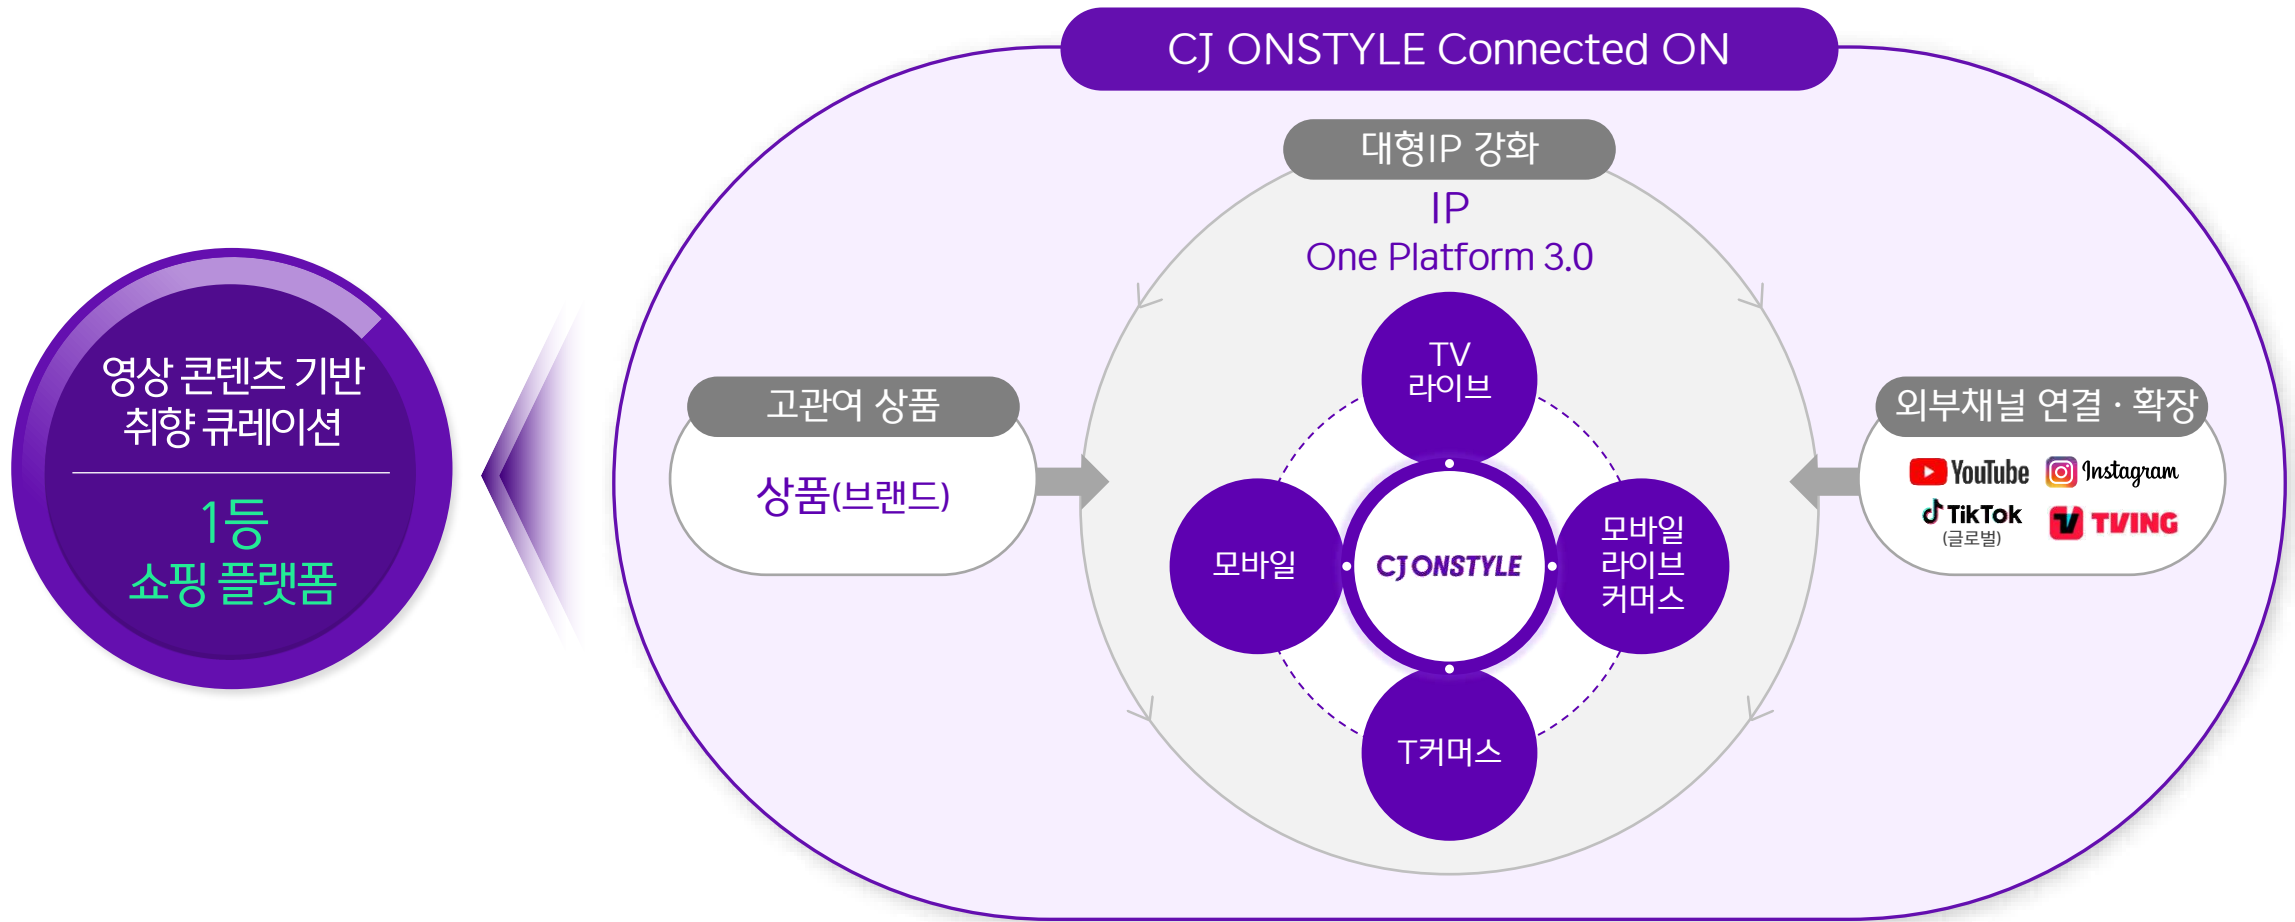 CJ ONSTYLE Connected ON
대형IP 강화
IP
One Platform 3.0
영상 콘텐츠 기반
취향 큐레이션
1등
쇼핑 플랫폼
고관여 상품
상품(브랜드)
TV
라이브
모바일
CJ ONSTYLE
모바일
라이브
커머스
T커머스
외부채널 연결 · 확장
YouTube
Instagram
TikTok
(글로벌)
TVING